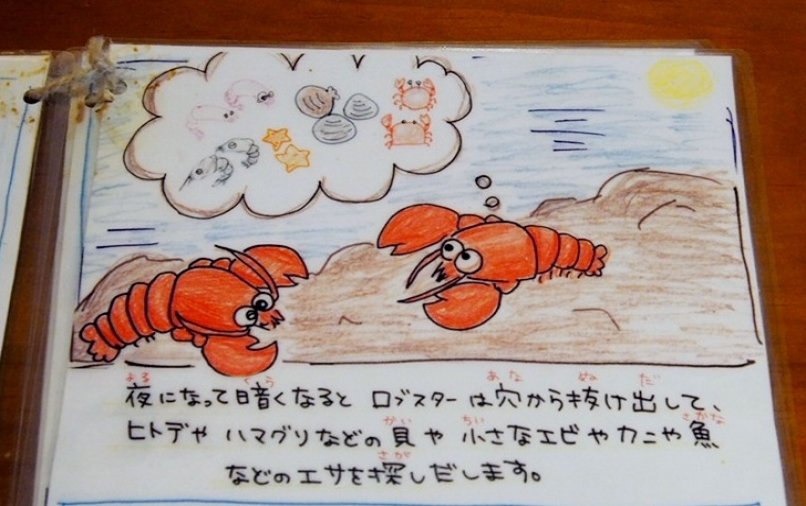 夜になって暗くなると ロブスターは穴から抜け出して、
ヒトデや ハマグリなどの貝や 小さなエビやカニや魚
などのエサを探しだします。